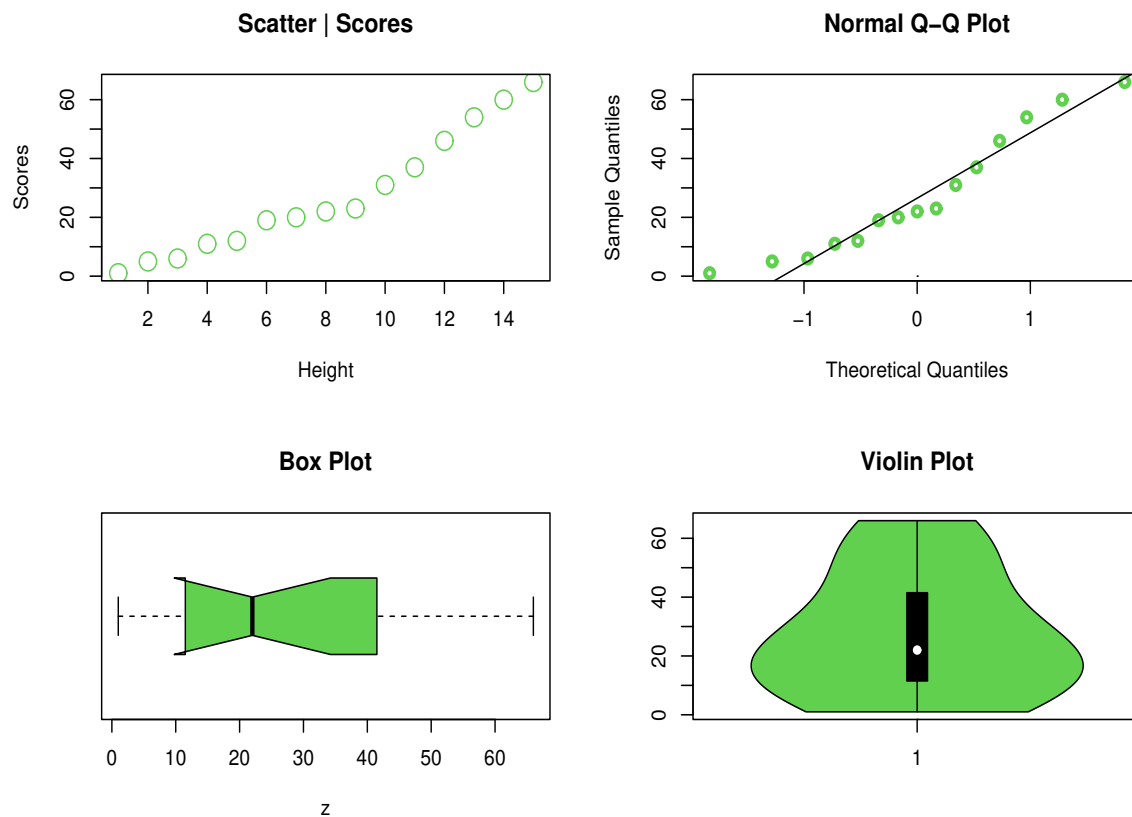 Scatter | Scores
Scores
0 20 40 60
2 4 6 8 10 12 14
Height
Normal Q−Q Plot
Sample Quantiles
0 20 40 60
−1 0 1
Theoretical Quantiles
Box Plot
0 10 20 30 40 50 60
z
Violin Plot
0 20 40 60
1